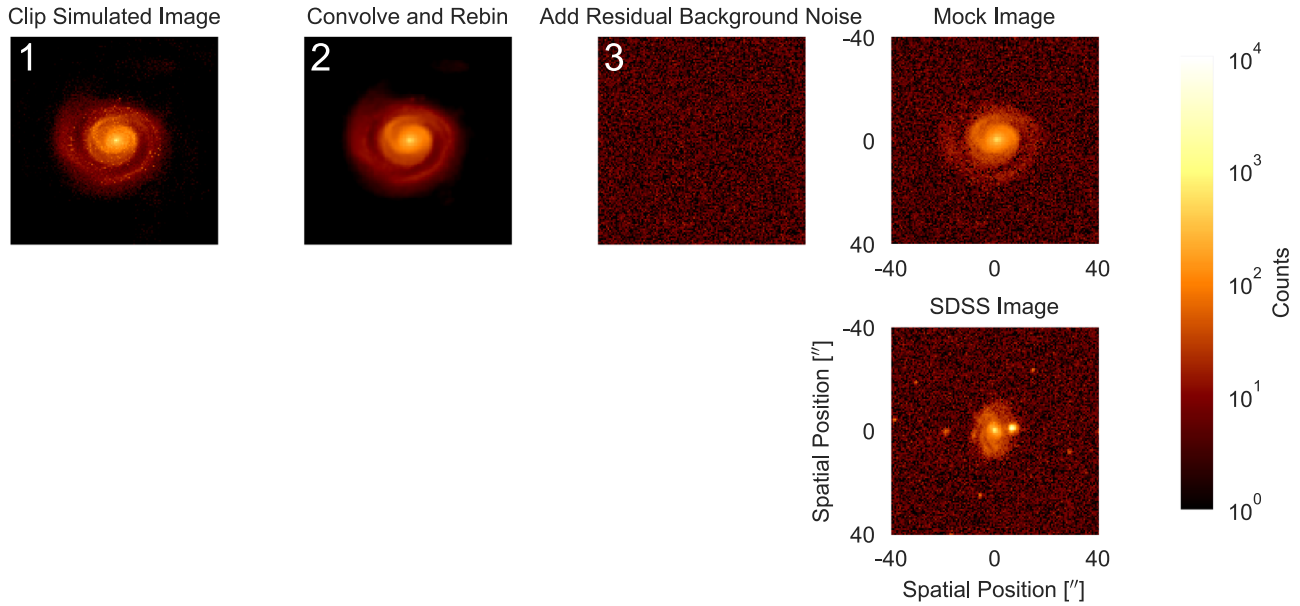 Clip Simulated Image
Convolve and Rebin
Add Residual Background Noise
Mock Image
1
2
3
-40
0
40
-40
0
40
SDSS Image
-40
0
40
-40
0
40
Spatial Position [″]
Spatial Position [″]
10^4
10^3
10^2
10^1
10^0
Counts